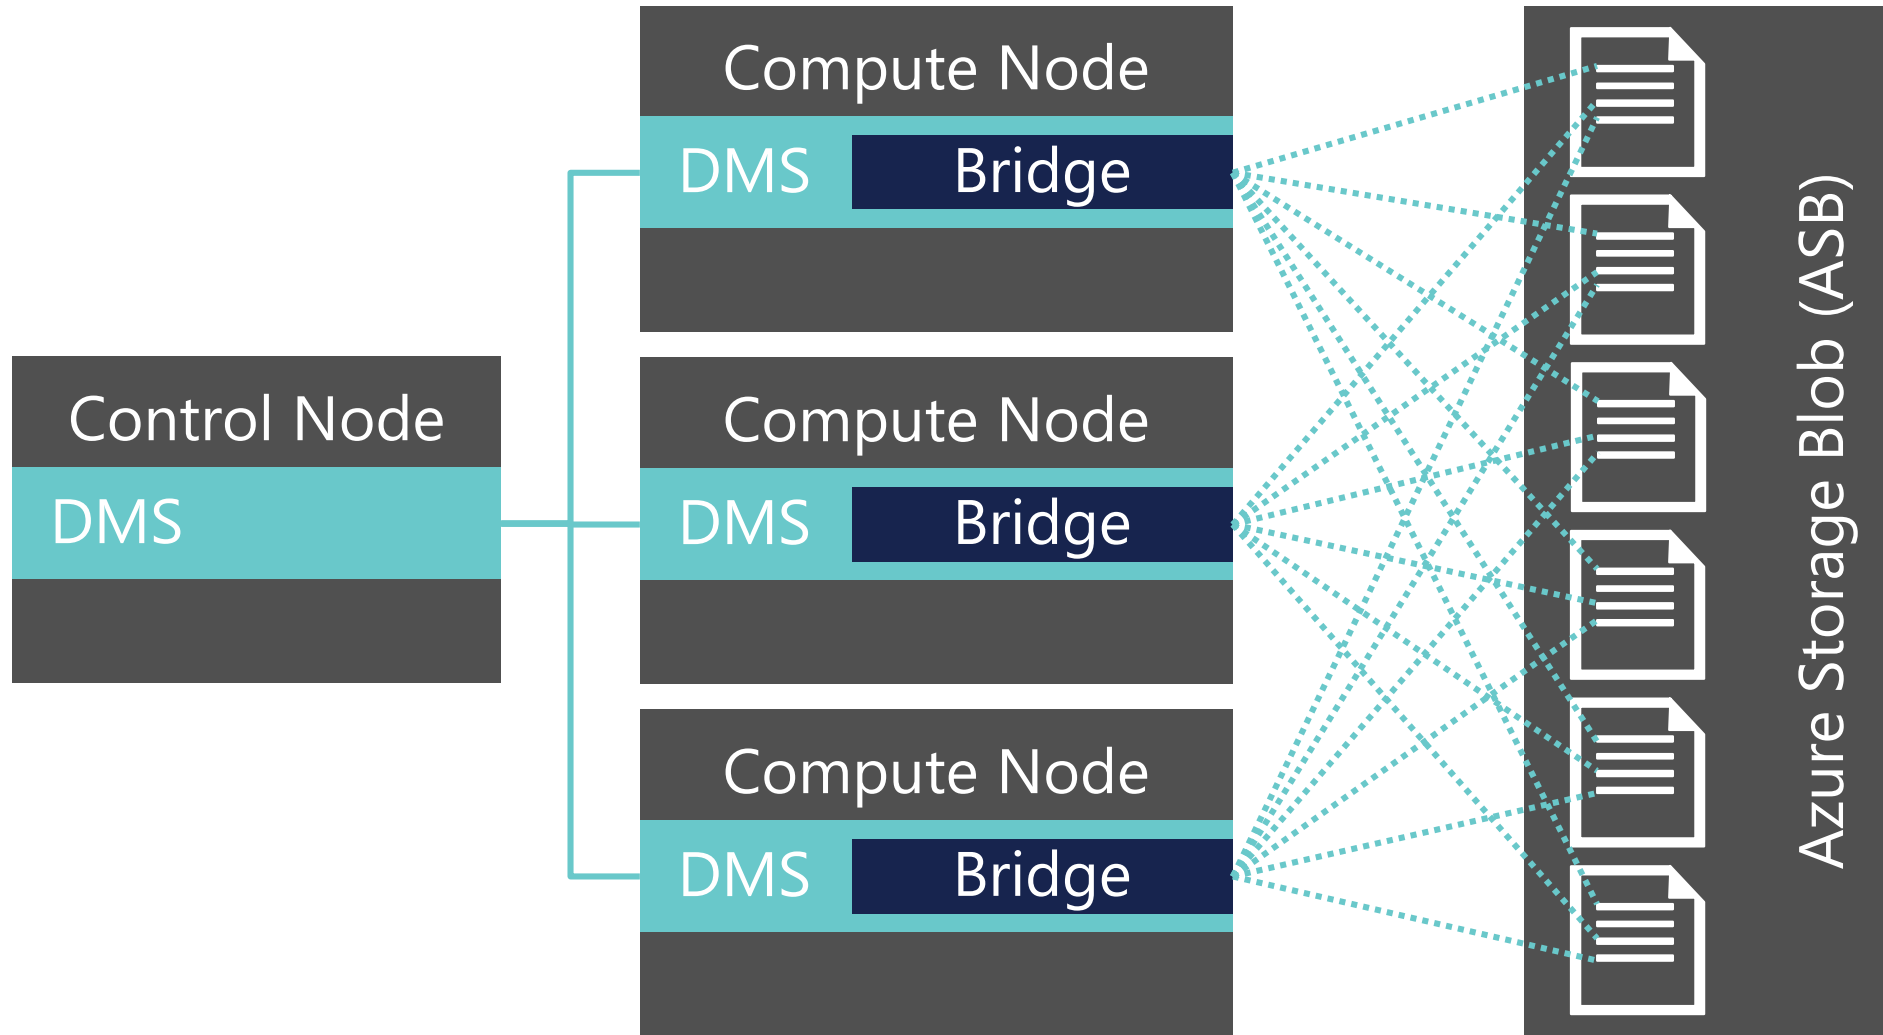 Control Node
DMS
Compute Node
DMS
Bridge
Compute Node
DMS
Bridge
Compute Node
DMS
Bridge
Azure Storage Blob (ASB)